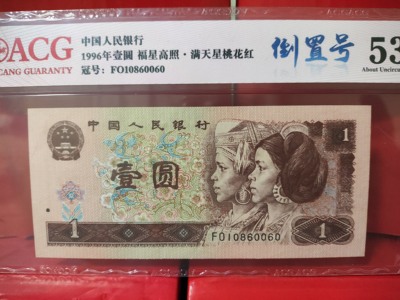 ACG
CANG GUARANTY
中国人民银行
1996年壹圆 福星高照·满天星桃花红
冠号: FO10860060
倒置号
53
About Uncircu
中国人民银行
1
壹圆
1
FO10860060
1